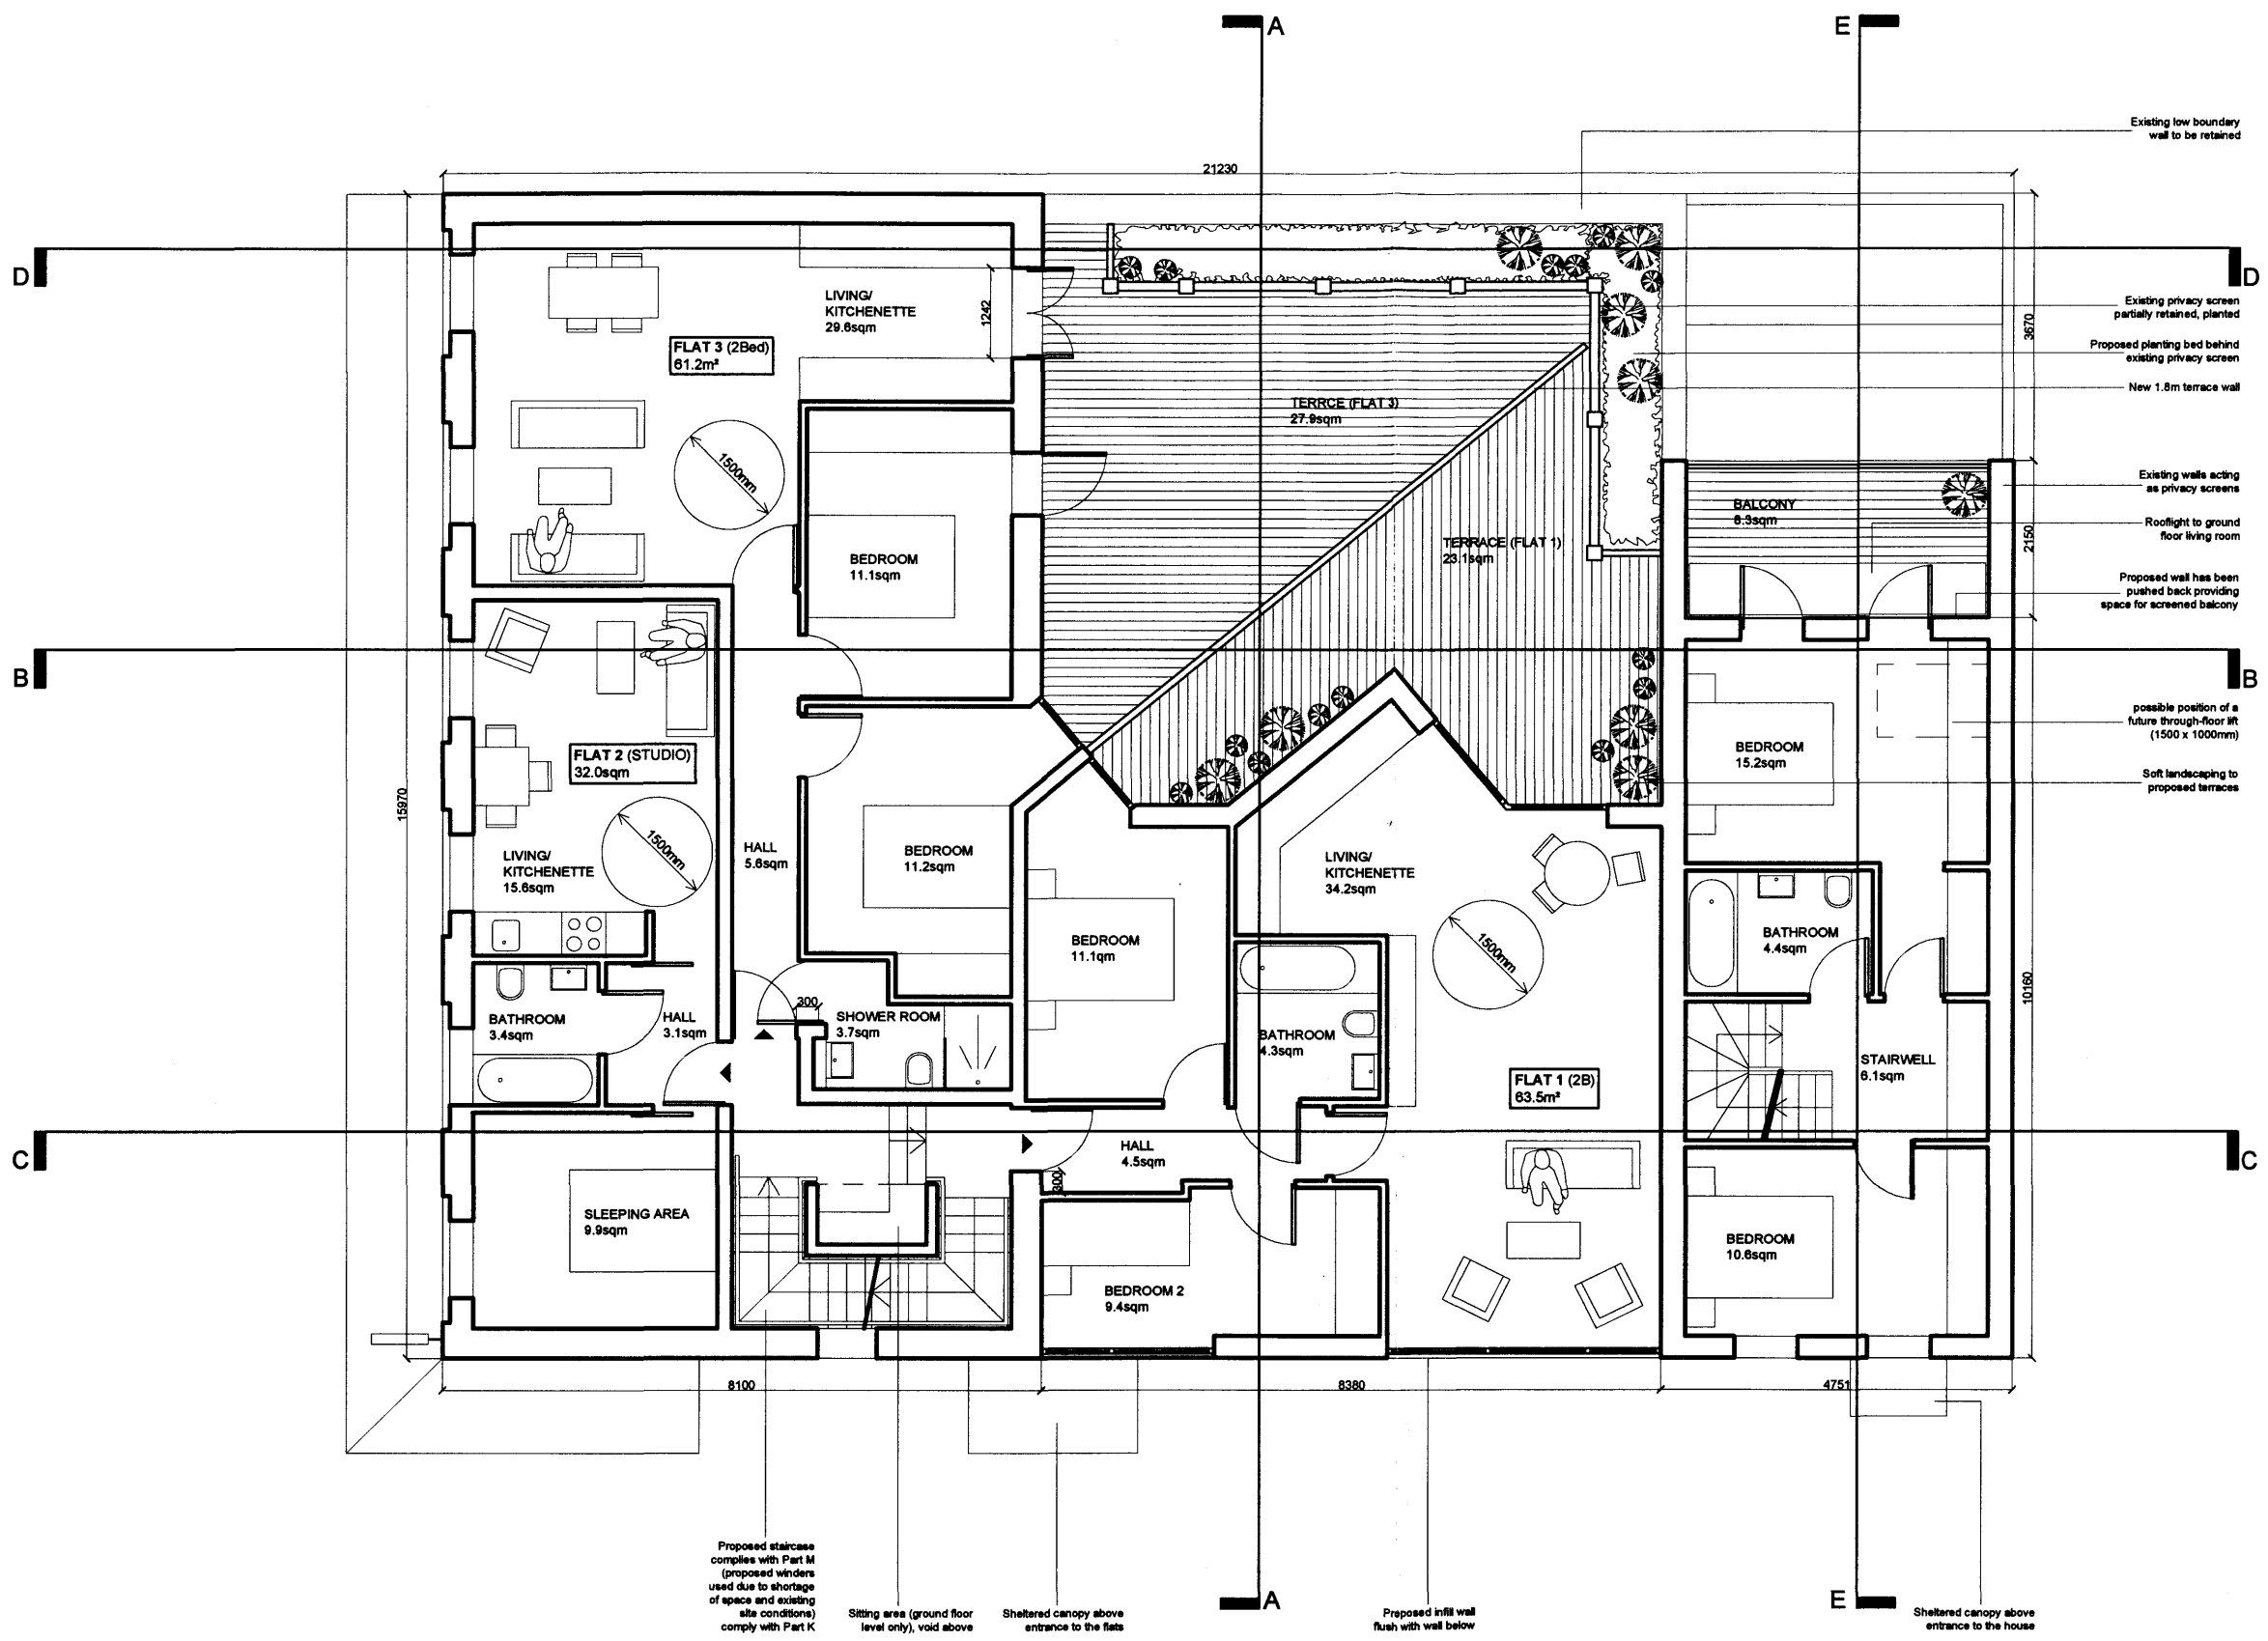 A
E
Existing low boundary
wall to be retained
21230
D
D
LIVING/
KITCHENETTE
29.6sqm
1242
FLAT 3 (2Bed)
61.2m²
Existing privacy screen
partially retained, planted
3670
Proposed planting bed behind
existing privacy screen
New 1.8m terrace wall
TERRCE (FLAT 3)
27.9sqm
1500mm
Existing walls acting
as privacy screens
BALCONY
6.3sqm
Rooflight to ground
floor living room
2150
TERRACE (FLAT 1)
23.1sqm
BEDROOM
11.1sqm
Proposed wall has been
pushed back providing
space for screened balcony
B
B
possible position of a
future through-floor lift
(1500 x 1000mm)
FLAT 2 (STUDIO)
32.0sqm
BEDROOM
15.2sqm
Soft landscaping to
proposed terraces
15970
1500mm
HALL
5.6sqm
BEDROOM
11.2sqm
LIVING/
KITCHENETTE
15.6sqm
LIVING/
KITCHENETTE
34.2sqm
BEDROOM
11.1qm
1500mm
BATHROOM
4.4sqm
10160
BATHROOM
3.4sqm
HALL
3.1sqm
300
SHOWER ROOM
3.7sqm
BATHROOM
4.3sqm
STAIRWELL
6.1sqm
FLAT 1 (2B)
63.5m²
C
C
HALL
4.5sqm
300
SLEEPING AREA
9.9sqm
BEDROOM
10.6sqm
BEDROOM 2
9.4sqm
8100
8380
4751
Proposed staircase
complies with Part M
(proposed winders
used due to shortage
of space and existing
site conditions)
comply with Part K
Sitting area (ground floor
level only), void above
Sheltered canopy above
entrance to the flats
A
Proposed infill wall
flush with wall below
E
Sheltered canopy above
entrance to the house